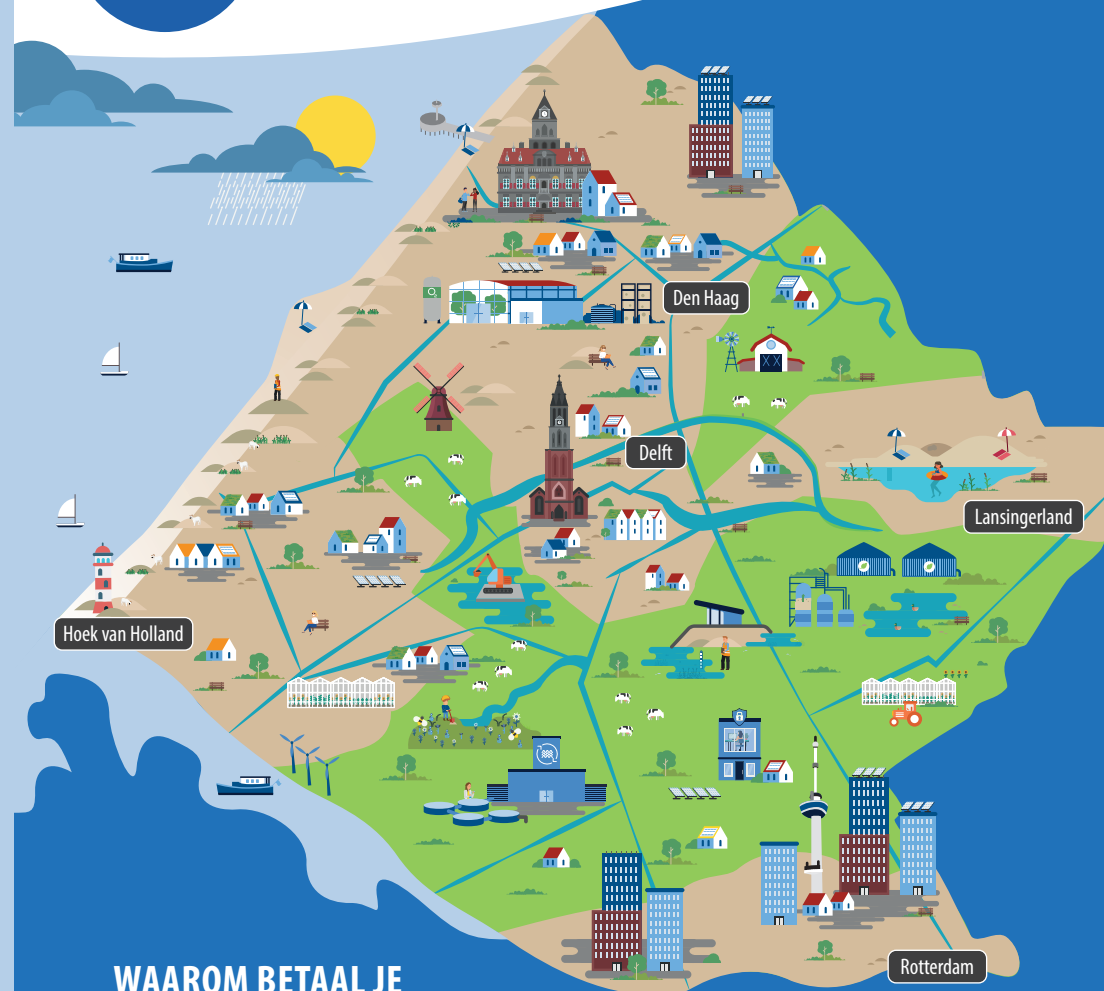 Den Haag
Delft
Lansingerland
Hoek van Holland
Rotterdam
WAAROM BETAAL JE